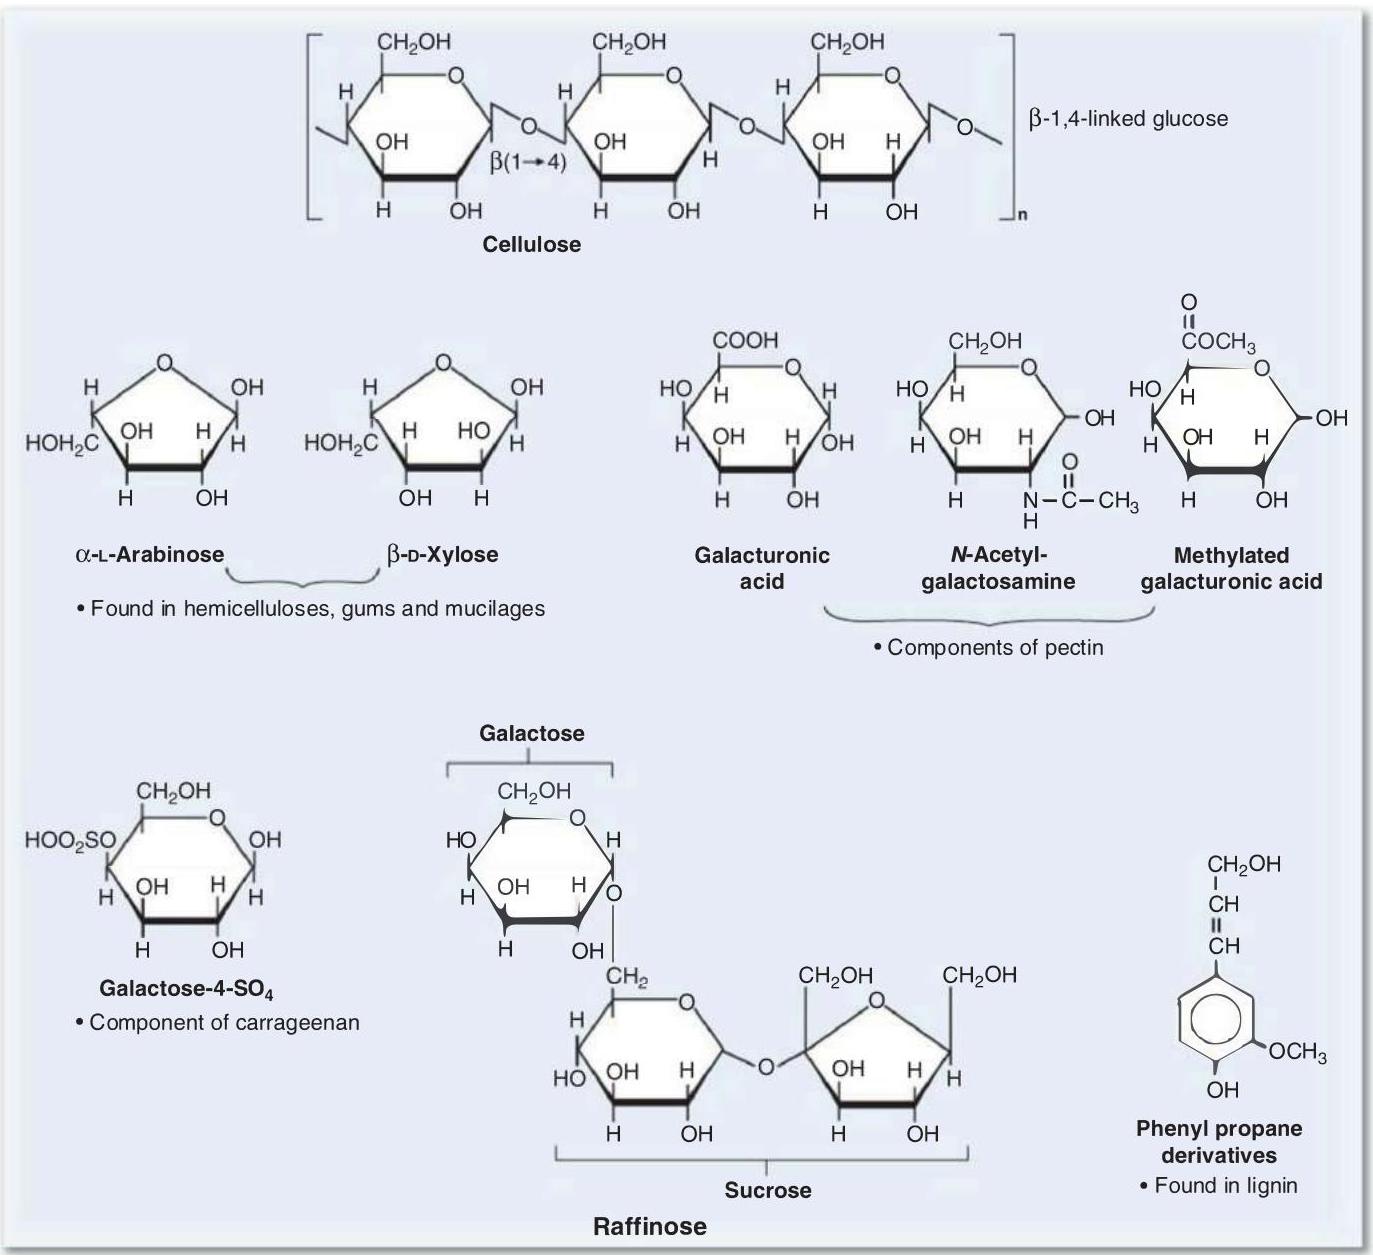 CH₂OH CH₂OH CH₂OH
O O O
H H H
β-1,4-linked glucose
O O O
OH OH OH H
β(1→4) H
H OH H OH H OH
n
Cellulose
O
COCH₃
COOH CH₂OH
O O O O O
H OH H OH HO H H HO H HO H
HOH₂C OH H H HOH₂C H HO H H OH H OH H OH H OH H OH H OH
O
H OH OH H H OH H N–C–CH₃ H OH
H
α-L-Arabinose β-D-Xylose Galacturonic acid N-Acetyl-galactosamine Methylated galacturonic acid
• Found in hemicelluloses, gums and mucilages
• Components of pectin
Galactose
CH₂OH CH₂OH
O O
HOO₂SO OH HO H
H OH H H H OH H O
H OH H OH
Galactose-4-SO₄
• Component of carrageenan
CH₂ CH₂OH CH₂OH
O O
H
HO OH H O OH H H
H OH H OH
Sucrose
Raffinose
CH₂OH
CH
CH
OCH₃
OH
Phenyl propane
derivatives
• Found in lignin